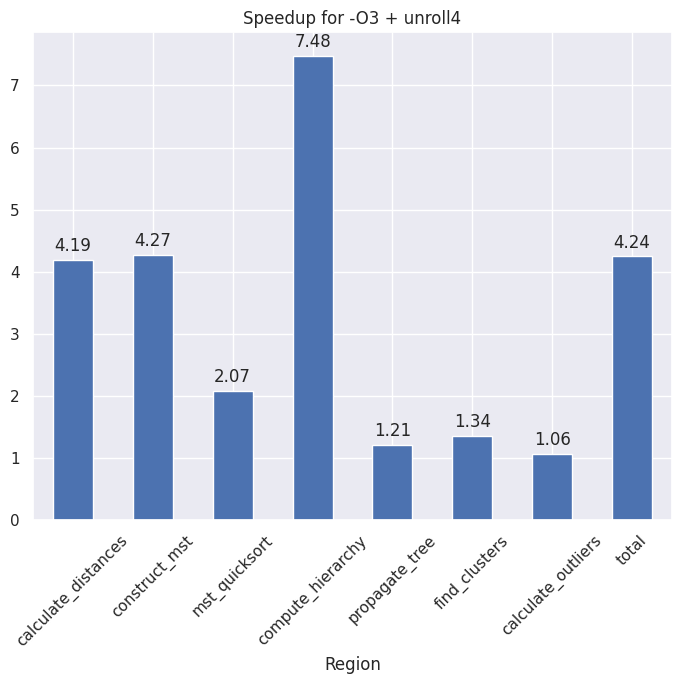 Speedup for -O3 + unroll4
7
6
5
4
3
2
1
0
4.19
4.27
2.07
7.48
1.21
1.34
1.06
4.24
calculate_distances
construct_mst
mst_quicksort
compute_hierarchy
propagate_tree
find_clusters
calculate_outliers
total
Region